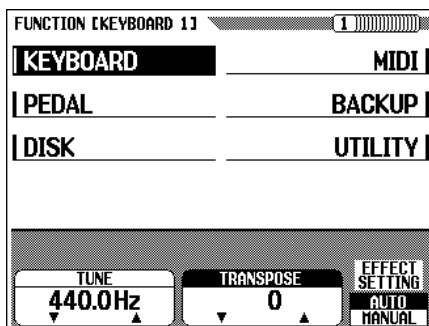 FUNCTION [KEYBOARD 1] 1
KEYBOARD MIDI
PEDAL BACKUP
DISK UTILITY
EFFECT
TUNE TRANSPOSE SETTING
440.0Hz 0 AUTO
MANUAL